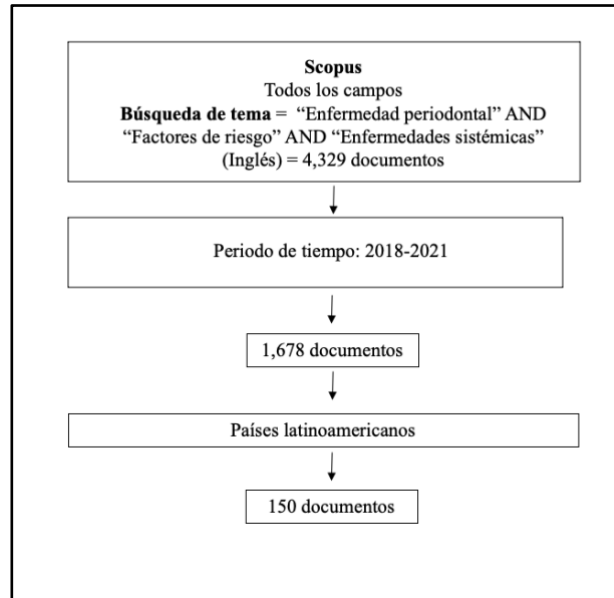 Scopus
Todos los campos
Búsqueda de tema = “Enfermedad periodontal” AND
“Factores de riesgo” AND “Enfermedades sistémicas”
(Inglés) = 4,329 documentos
Periodo de tiempo: 2018-2021
1,678 documentos
Países latinoamericanos
150 documentos